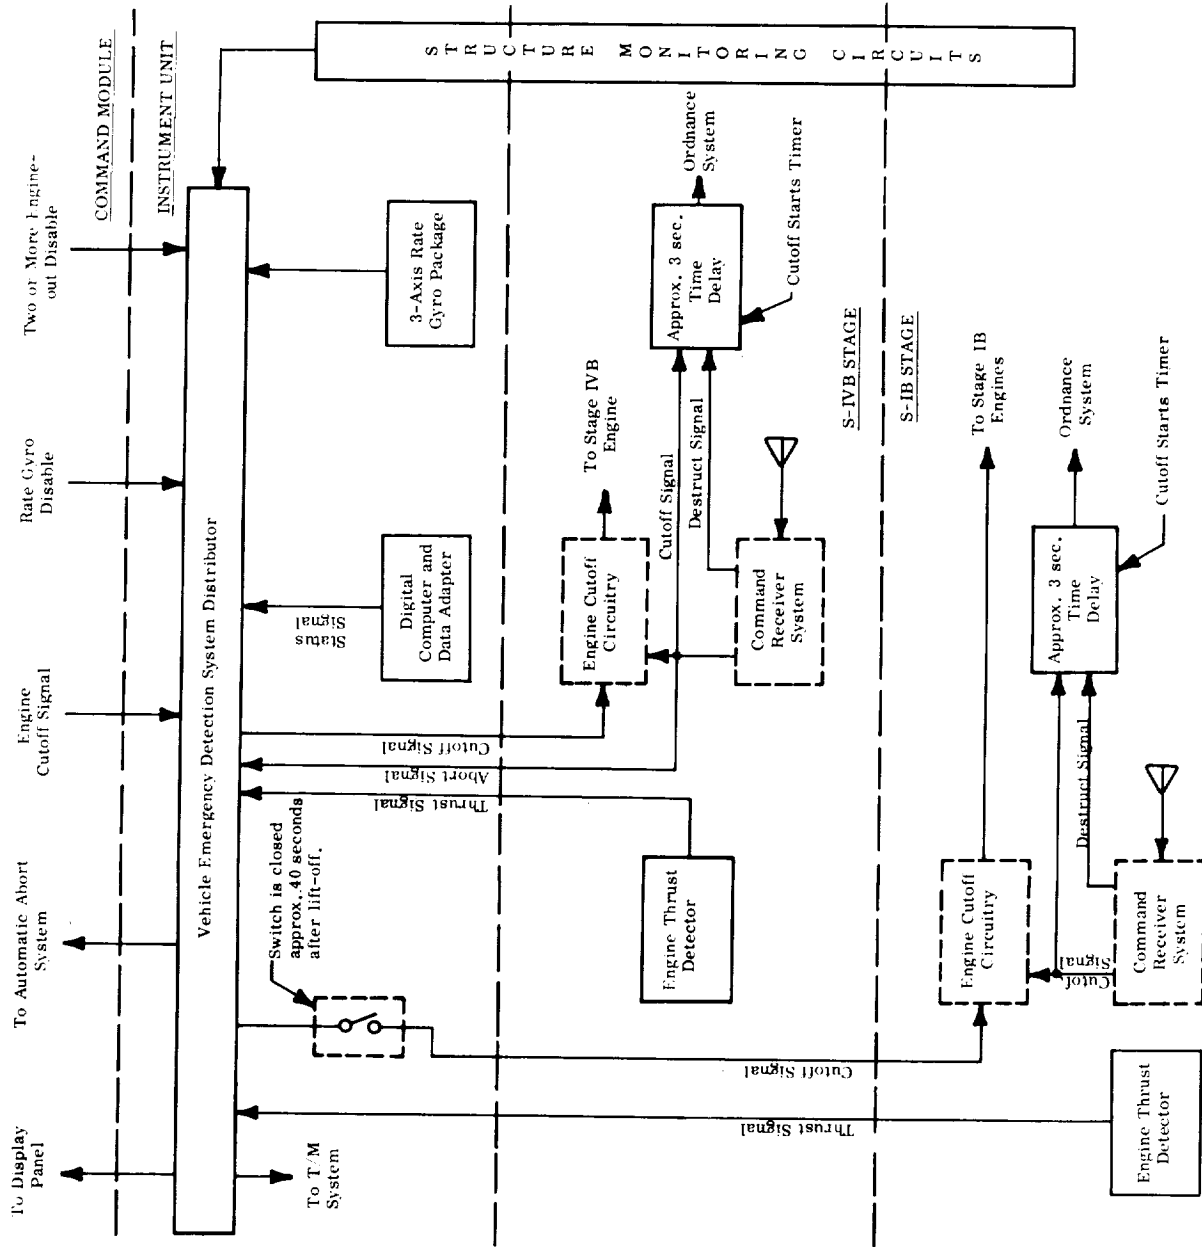 To Display
Panel
To Automatic Abort
System
Engine
Cutoff Signal
Rate Gyro
Disable
Two or More Engine-
out Disable
COMMAND MODULE
INSTRUMENT UNIT
Vehicle Emergency Detection System Distributor
To T/M
System
Switch is closed
approx. 40 seconds
after lift-off.
Thrust Signal
Abort Signal
Cutoff Signal
Status
Signal
Digital
Computer and
Data Adapter
3-Axis Rate
Gyro Package
STRUCTURE MONITORING CIRCUITS
Engine Thrust
Detector
Engine Cutoff
Circuitry
To Stage IVB
Engine
Cutoff Signal
Destruct Signal
Command
Receiver
System
Approx. 3 sec.
Time
Delay
Ordnance
System
Cutoff Starts Timer
S-IVB STAGE
S-IB STAGE
Thrust Signal
Cutoff Signal
Engine Thrust
Detector
Engine Cutoff
Circuitry
To Stage IB
Engines
Cutof.
Signal
Destruct Signal
Command
Receiver
System
Approx. 3 sec.
Time
Delay
Ordnance
System
Cutoff Starts Timer